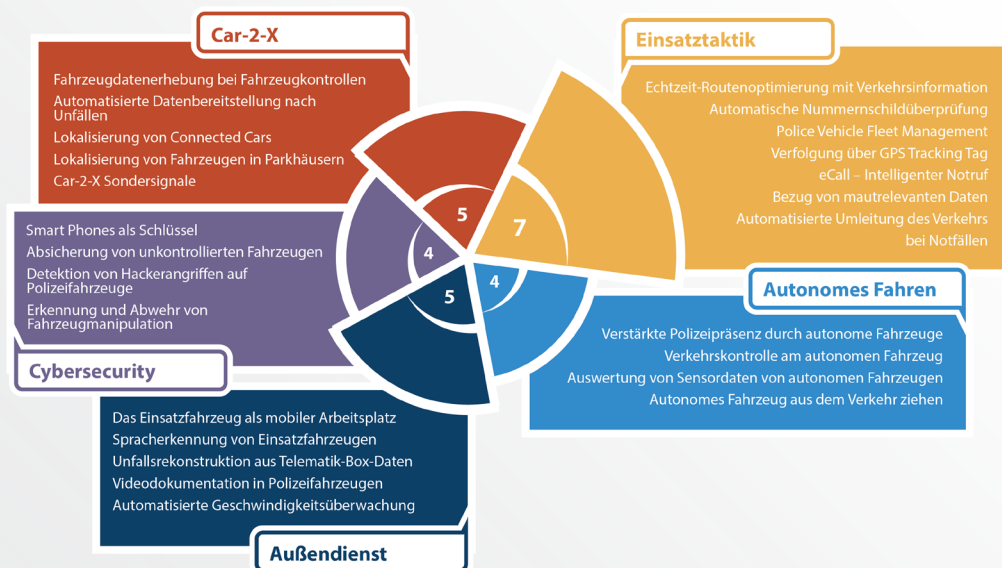 Car-2-X
Fahrzeugdatenerhebung bei Fahrzeugkontrollen
Automatisierte Datenbereitstellung nach
Unfällen
Lokalisierung von Connected Cars
Lokalisierung von Fahrzeugen in Parkhäusern
Car-2-X Sondersignale
Einsatztaktik
Echtzeit-Routenoptimierung mit Verkehrsinformation
Automatische Nummernschildüberprüfung
Police Vehicle Fleet Management
Verfolgung über GPS Tracking Tag
eCall – Intelligenter Notruf
Bezug von mautrelevanten Daten
Automatisierte Umleitung des Verkehrs
bei Notfällen
5
7
4
5
4
Smart Phones als Schlüssel
Absicherung von unkontrollierten Fahrzeugen
Detektion von Hackerangriffen auf
Polizeifahrzeuge
Erkennung und Abwehr von
Fahrzeugmanipulation
Cybersecurity
Autonomes Fahren
Verstärkte Polizeipräsenz durch autonome Fahrzeuge
Verkehrskontrolle am autonomen Fahrzeug
Auswertung von Sensordaten von autonomen Fahrzeugen
Autonomes Fahrzeug aus dem Verkehr ziehen
Das Einsatzfahrzeug als mobiler Arbeitsplatz
Spracherkennung von Einsatzfahrzeugen
Unfallsrekonstruktion aus Telematik-Box-Daten
Videodokumentation in Polizeifahrzeugen
Automatisierte Geschwindigkeitsüberwachung
Außendienst